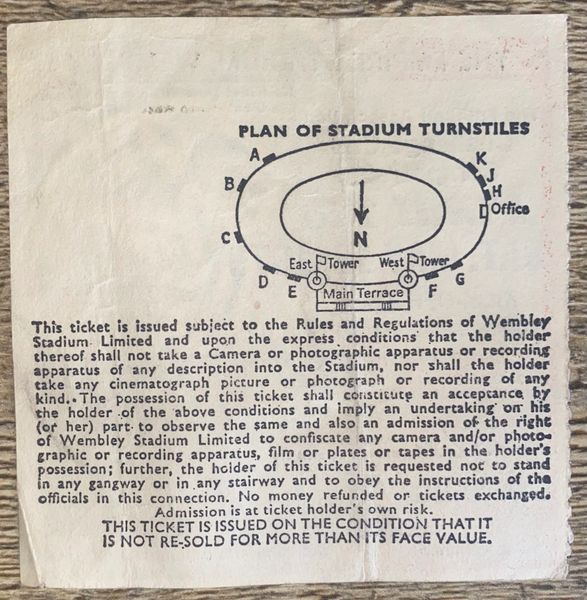 PLAN OF STADIUM TURNSTILES
A
K
J
B
H
Office
C
N
East Tower
West Tower
D
E
Main Terrace
F
G
This ticket is issued subject to the Rules and Regulations of Wembley
Stadium Limited and upon the express conditions that the holder
thereof shall not take a Camera or photographic apparatus or recording
apparatus of any description into the Stadium, nor shall the holder
take any cinematograph picture or photograph or recording of any
kind. The possession of this ticket shall constitute an acceptance by
the holder of the above conditions and imply an undertaking on his
(or her) part to observe the same and also an admission of the right
of Wembley Stadium Limited to confiscate any camera and/or photo-
graphic or recording apparatus, film or plates or tapes in the holder's
possession; further, the holder of this ticket is requested not to stand
in any gangway or in any stairway and to obey the instructions of the
officials in this connection. No money refunded or tickets exchanged.
Admission is at ticket holder's own risk.
THIS TICKET IS ISSUED ON THE CONDITION THAT IT
IS NOT RE-SOLD FOR MORE THAN ITS FACE VALUE.